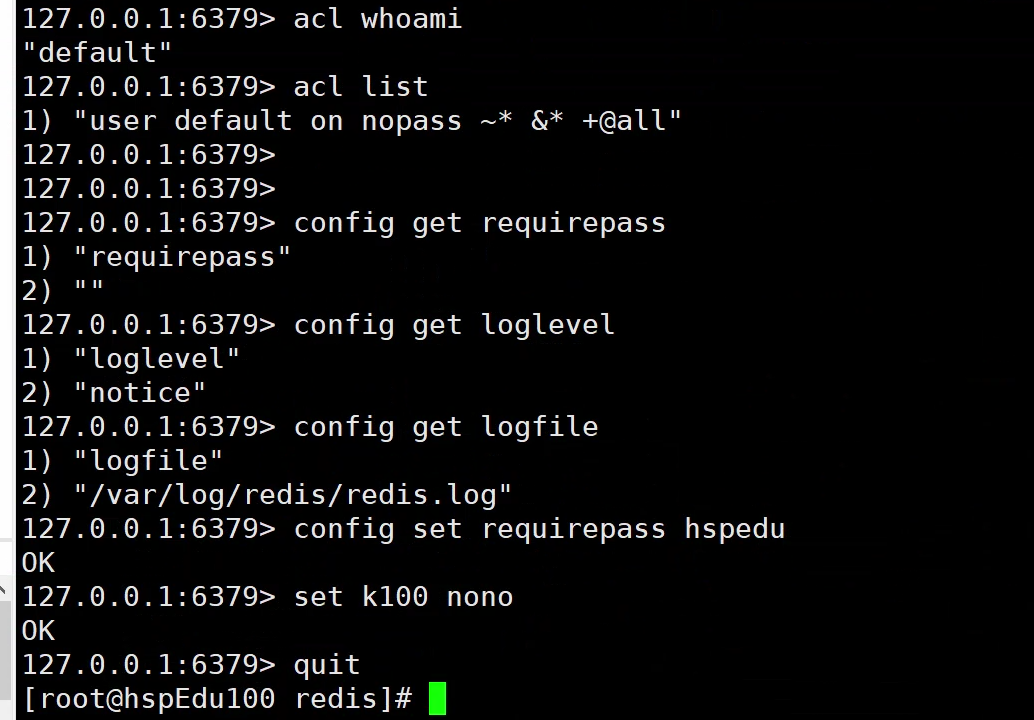 127.0.0.1:6379> acl whoami
"default"
127.0.0.1:6379> acl list
1) "user default on nopass ~* &* +@all"
127.0.0.1:6379>
127.0.0.1:6379>
127.0.0.1:6379> config get requirepass
1) "requirepass"
2) ""
127.0.0.1:6379> config get loglevel
1) "loglevel"
2) "notice"
127.0.0.1:6379> config get logfile
1) "logfile"
2) "/var/log/redis/redis.log"
127.0.0.1:6379> config set requirepass hspedu
OK
127.0.0.1:6379> set k100 nono
OK
127.0.0.1:6379> quit
[root@hspEdu100 redis]#